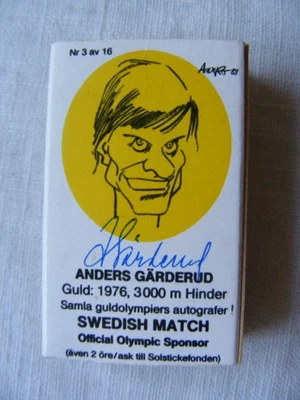 Nr 3 av 16
Gärderud
ANDERS GÄRDERUD
Guld: 1976, 3000 m Hinder
Samla guldolympiers autografer !
SWEDISH MATCH
Official Olympic Sponsor
(även 2 öre/ask till Solstickefonden)